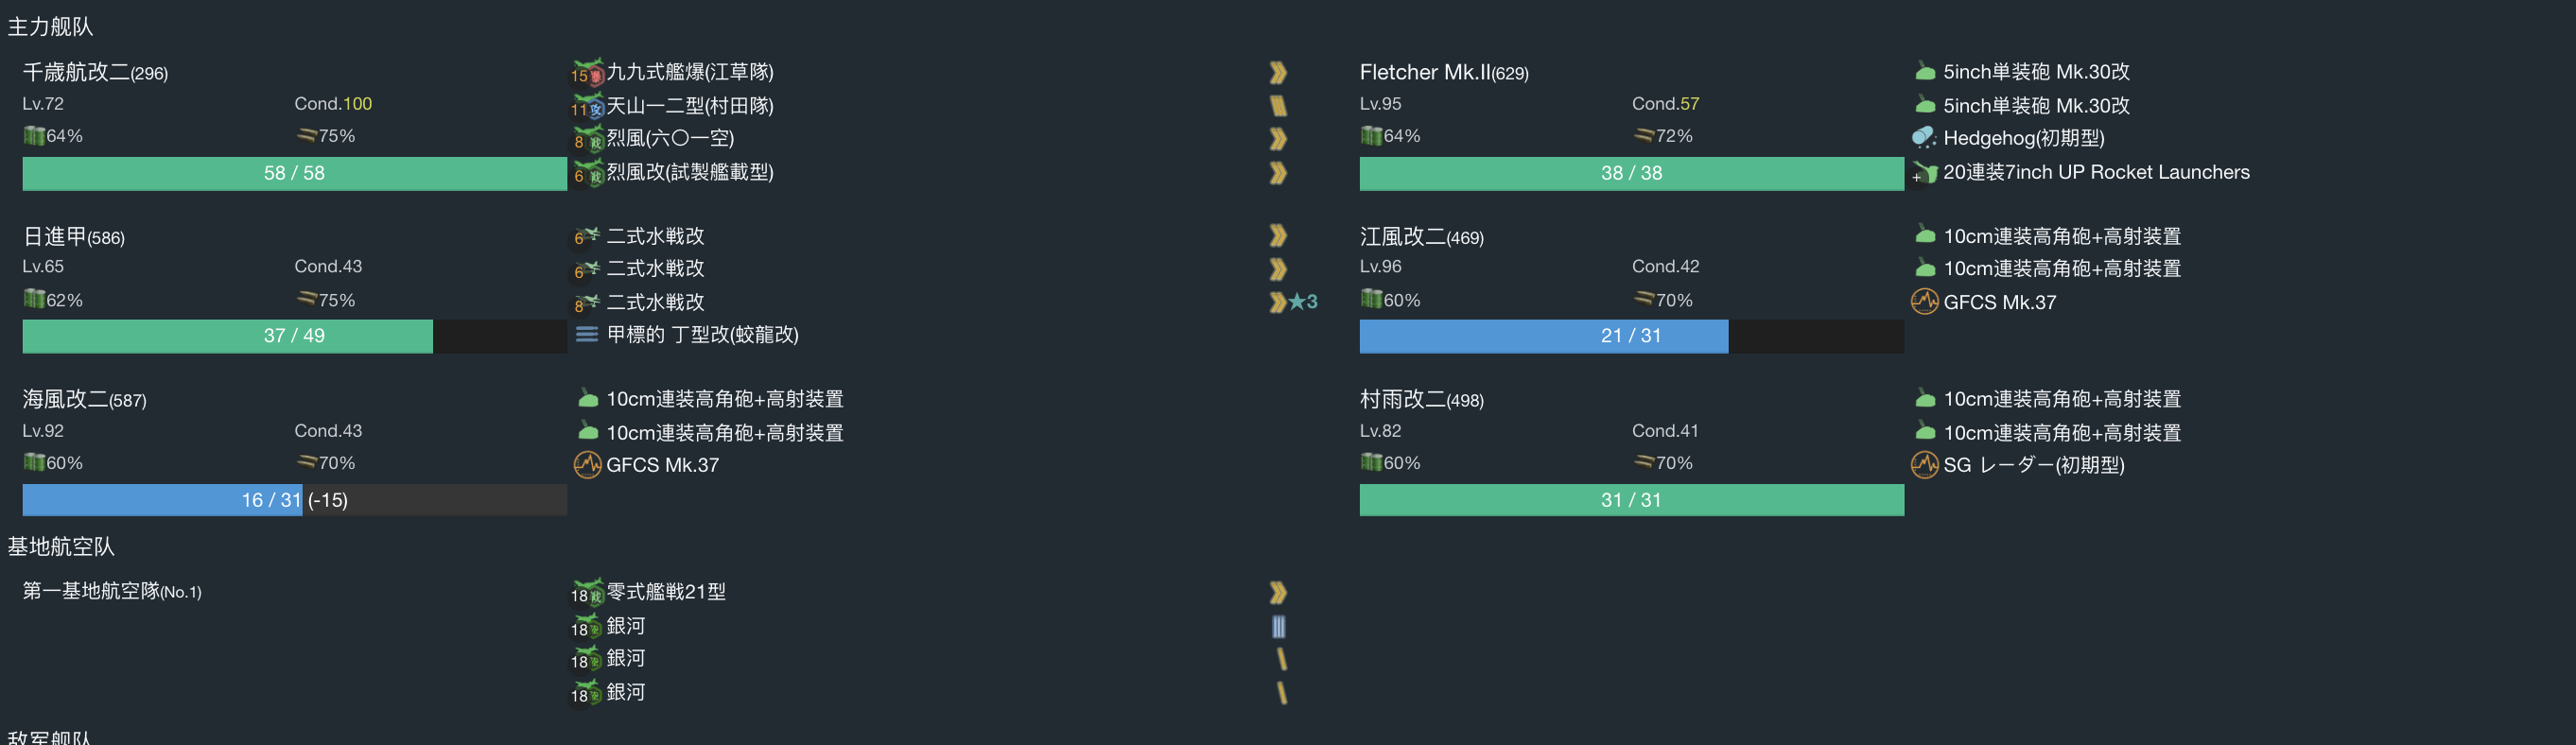 主力舰队
千歳航改二(296)
Lv.72 Cond.100
64% 75%
58 / 58
15 九九式艦爆(江草隊)
11 天山一二型(村田隊)
8 烈風(六〇一空)
6 烈風改(試製艦載型)
Fletcher Mk.II(629)
Lv.95 Cond.57
64% 72%
38 / 38
5inch単装砲 Mk.30改
5inch単装砲 Mk.30改
Hedgehog(初期型)
+ 20連装7inch UP Rocket Launchers
日進甲(586)
Lv.65 Cond.43
62% 75%
37 / 49
6 二式水戦改
6 二式水戦改
8 二式水戦改 ★3
甲標的 丁型改(蛟龍改)
江風改二(469)
Lv.96 Cond.42
60% 70%
21 / 31
10cm連装高角砲+高射装置
10cm連装高角砲+高射装置
GFCS Mk.37
海風改二(587)
Lv.92 Cond.43
60% 70%
16 / 31 (-15)
10cm連装高角砲+高射装置
10cm連装高角砲+高射装置
GFCS Mk.37
村雨改二(498)
Lv.82 Cond.41
60% 70%
31 / 31
10cm連装高角砲+高射装置
10cm連装高角砲+高射装置
SG レーダー(初期型)
基地航空队
第一基地航空隊(No.1)
18 零式艦戦21型
18 銀河
18 銀河
18 銀河
敌军舰队